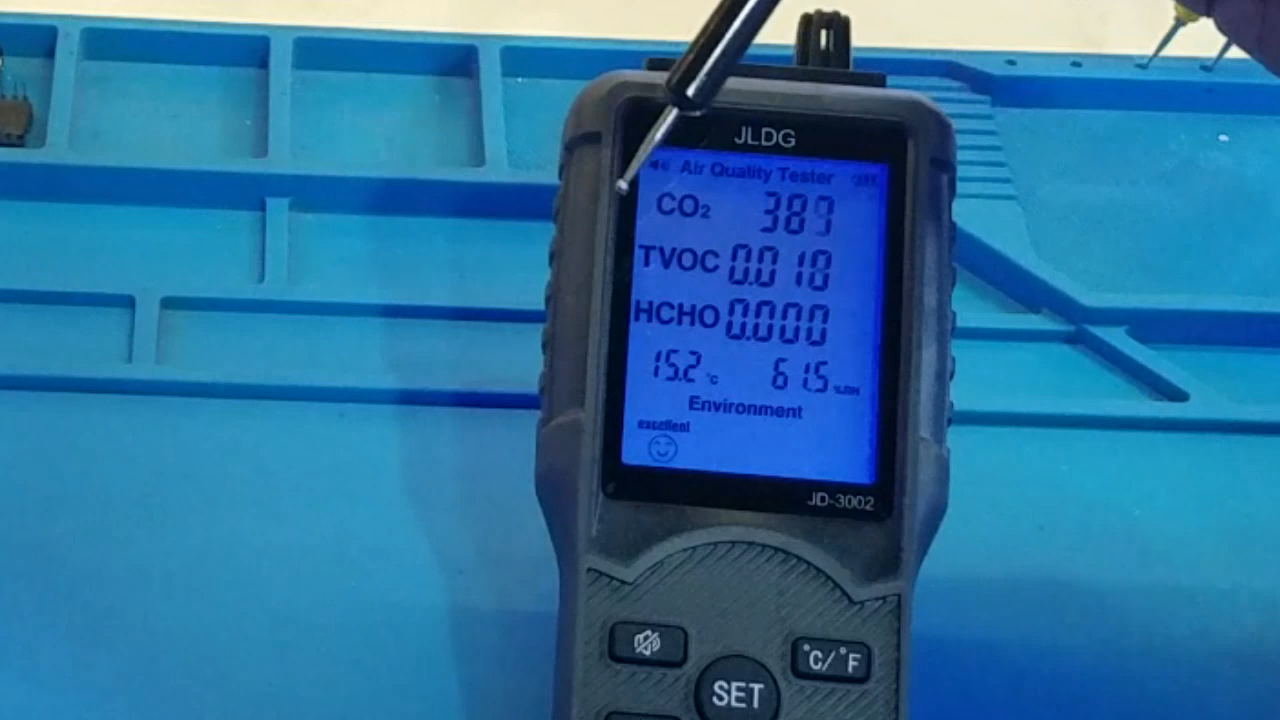 JLDG
Air Quality Tester
CO₂ 389
TVOC 0.018
HCHO 0.000
15.2 °C 61.5 %RH
Environment
excellent
JD-3002
°C/°F
SET